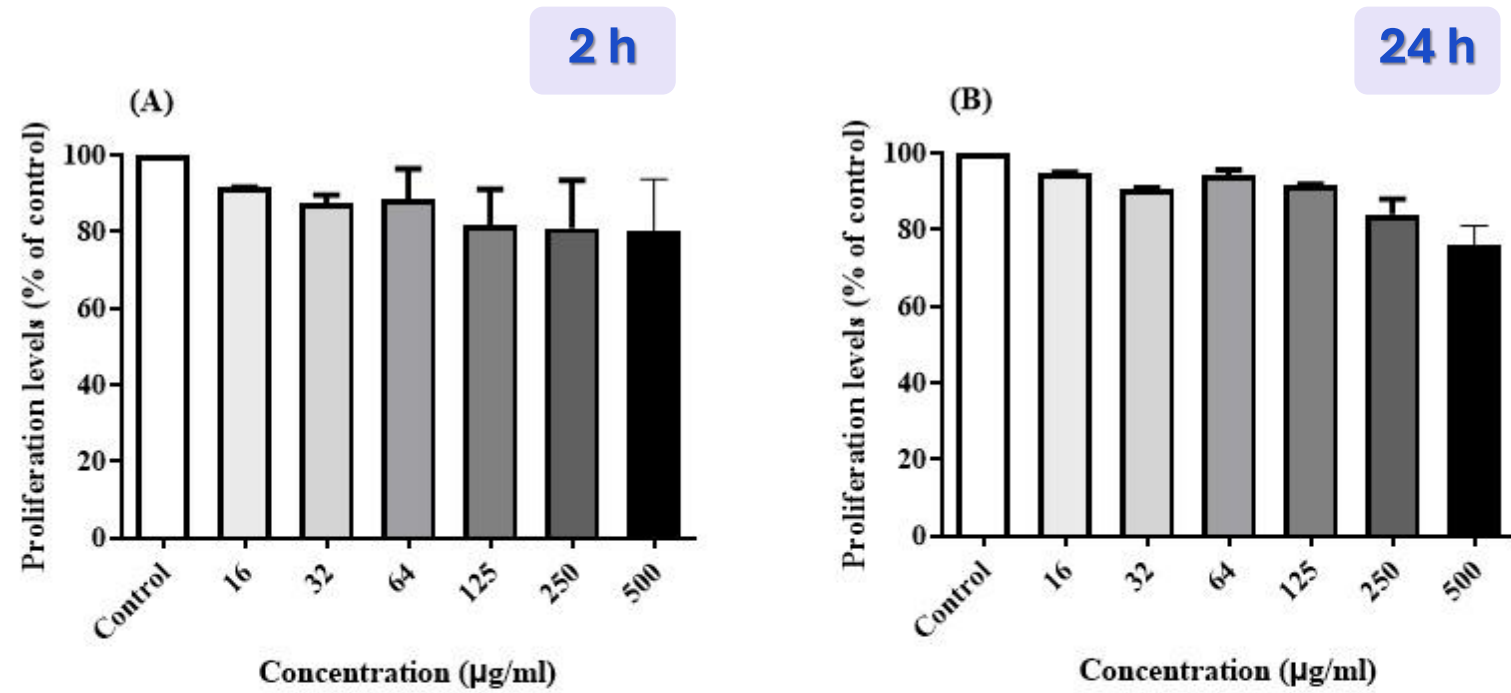 2 h
(A)
Proliferation levels (% of control)
100
80
60
40
20
0
Control
16
32
64
125
250
500
Concentration (µg/ml)
24 h
(B)
Proliferation levels (% of control)
100
80
60
40
20
0
Control
16
32
64
125
250
500
Concentration (µg/ml)